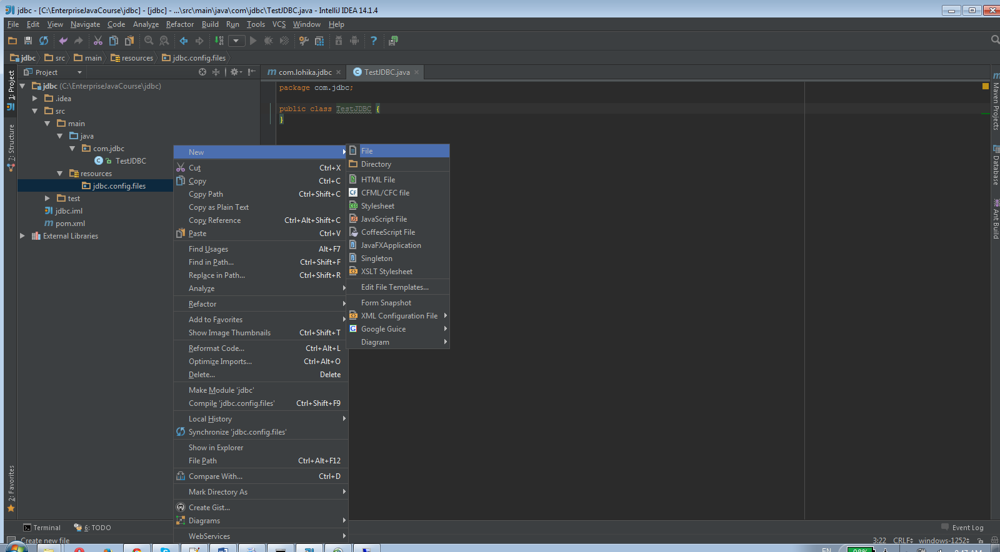 jdbc - [C:\EnterpriseJavaCourse\jdbc] - [jdbc] - ...\src\main\java\com\jdbc\TestJDBC.java - IntelliJ IDEA 14.1.4
File Edit View Navigate Code Analyze Refactor Build Run Tools VCS Window Help
jdbc src main resources jdbc.config.files
1: Project
7: Structure
2: Favorites
Project
jdbc (C:\EnterpriseJavaCourse\jdbc)
.idea
src
main
java
com.jdbc
TestJDBC
resources
jdbc.config.files
test
jdbc.iml
pom.xml
External Libraries
com.lohika.jdbc TestJDBC.java
package com.jdbc;
public class TestJDBC {
}
New
Cut Ctrl+X
Copy Ctrl+C
Copy Path Ctrl+Shift+C
Copy as Plain Text
Copy Reference Ctrl+Alt+Shift+C
Paste Ctrl+V
Find Usages Alt+F7
Find in Path... Ctrl+Shift+F
Replace in Path... Ctrl+Shift+R
Analyze
Refactor
Add to Favorites
Show Image Thumbnails Ctrl+Shift+T
Reformat Code... Ctrl+Alt+L
Optimize Imports... Ctrl+Alt+O
Delete... Delete
Make Module 'jdbc'
Compile 'jdbc.config.files' Ctrl+Shift+F9
Local History
Synchronize 'jdbc.config.files'
Show in Explorer
File Path Ctrl+Alt+F12
Compare With... Ctrl+D
Mark Directory As
Create Gist...
Diagrams
WebServices
File
Directory
HTML File
CFML/CFC file
Stylesheet
JavaScript File
CoffeeScript File
JavaFXApplication
Singleton
XSLT Stylesheet
Edit File Templates...
Form Snapshot
XML Configuration File
Google Guice
Diagram
Maven Projects
Database
Ant Build
Terminal 6: TODO Event Log
Create new file 3:22 CRLF windows-1252
EN 98% 9:47 AM